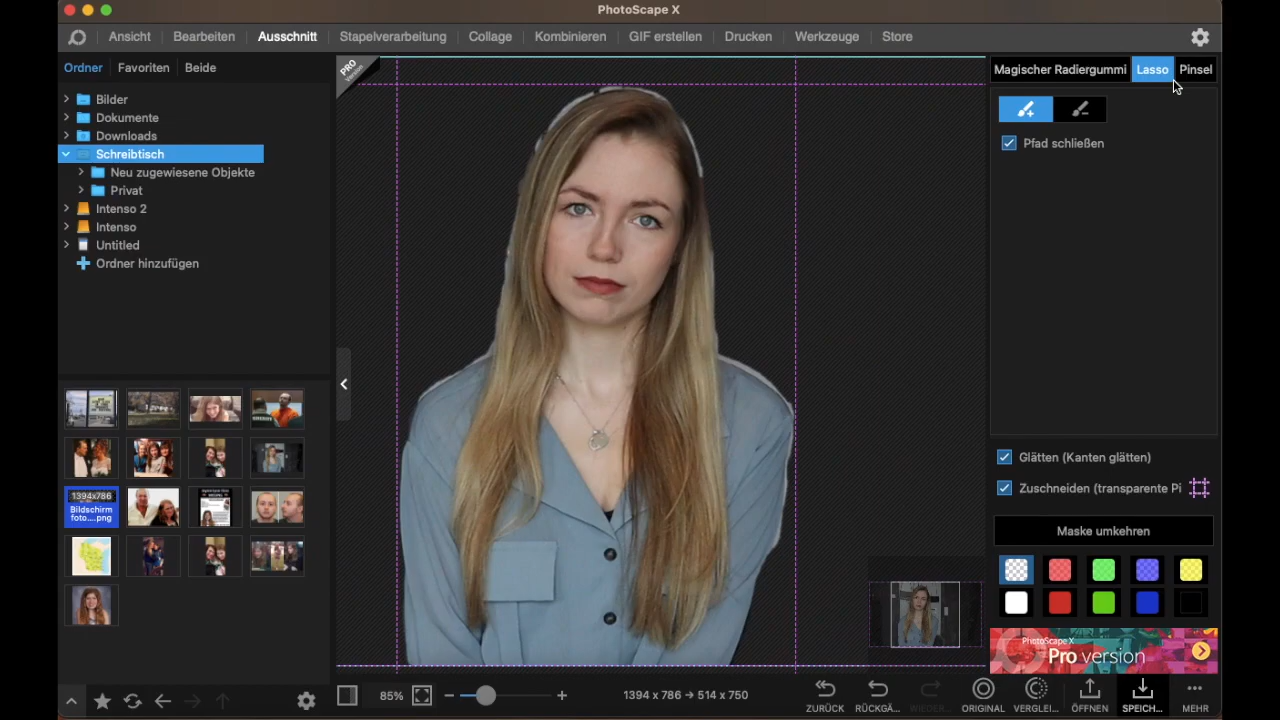 PhotoScape X
Ansicht Bearbeiten Ausschnitt Stapelverarbeitung Collage Kombinieren GIF erstellen Drucken Werkzeuge Store
Ordner Favoriten Beide
Bilder
Dokumente
Downloads
Schreibtisch
Neu zugewiesene Objekte
Privat
Intenso 2
Intenso
Untitled
Ordner hinzufügen
1394x786
Bildschirm
foto....png
PRO
Version
Magischer Radiergummi Lasso Pinsel
Pfad schließen
Glätten (Kanten glätten)
Zuschneiden (transparente Pi
Maske umkehren
PhotoScape X
Pro version
85%
1394 x 786 → 514 x 750
ZURÜCK RÜCKGÄ... WIEDER... ORIGINAL VERGLEI... ÖFFNEN SPEICH... MEHR